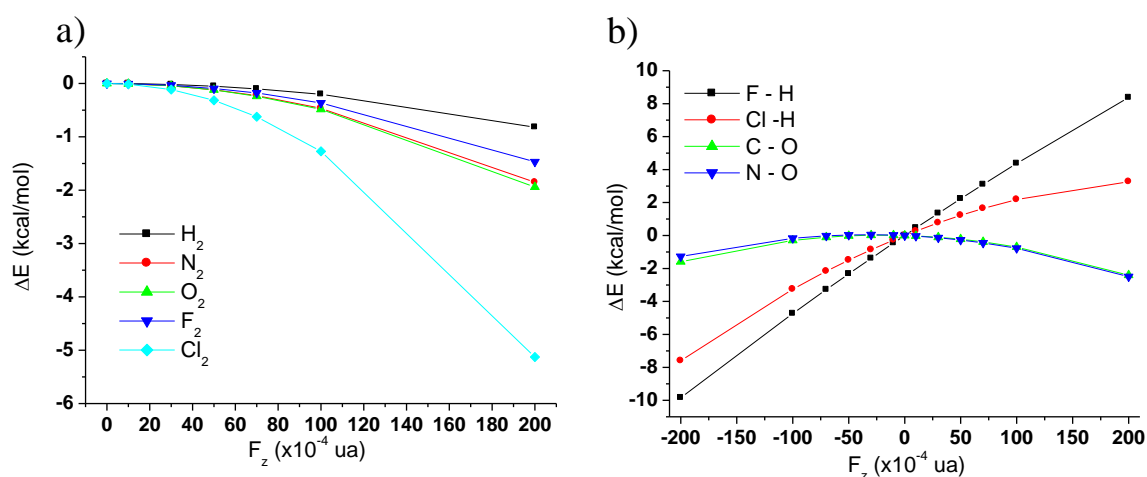 a)
0
-1
-2
-3
-4
-5
-6
ΔE (kcal/mol)
H₂
N₂
O₂
F₂
Cl₂
0 20 40 60 80 100 120 140 160 180 200
F_z (x10⁻⁴ ua)
b)
10
8
6
4
2
0
-2
-4
-6
-8
-10
ΔE (kcal/mol)
F - H
Cl -H
C - O
N - O
-200 -150 -100 -50 0 50 100 150 200
F_z (x10⁻⁴ ua)